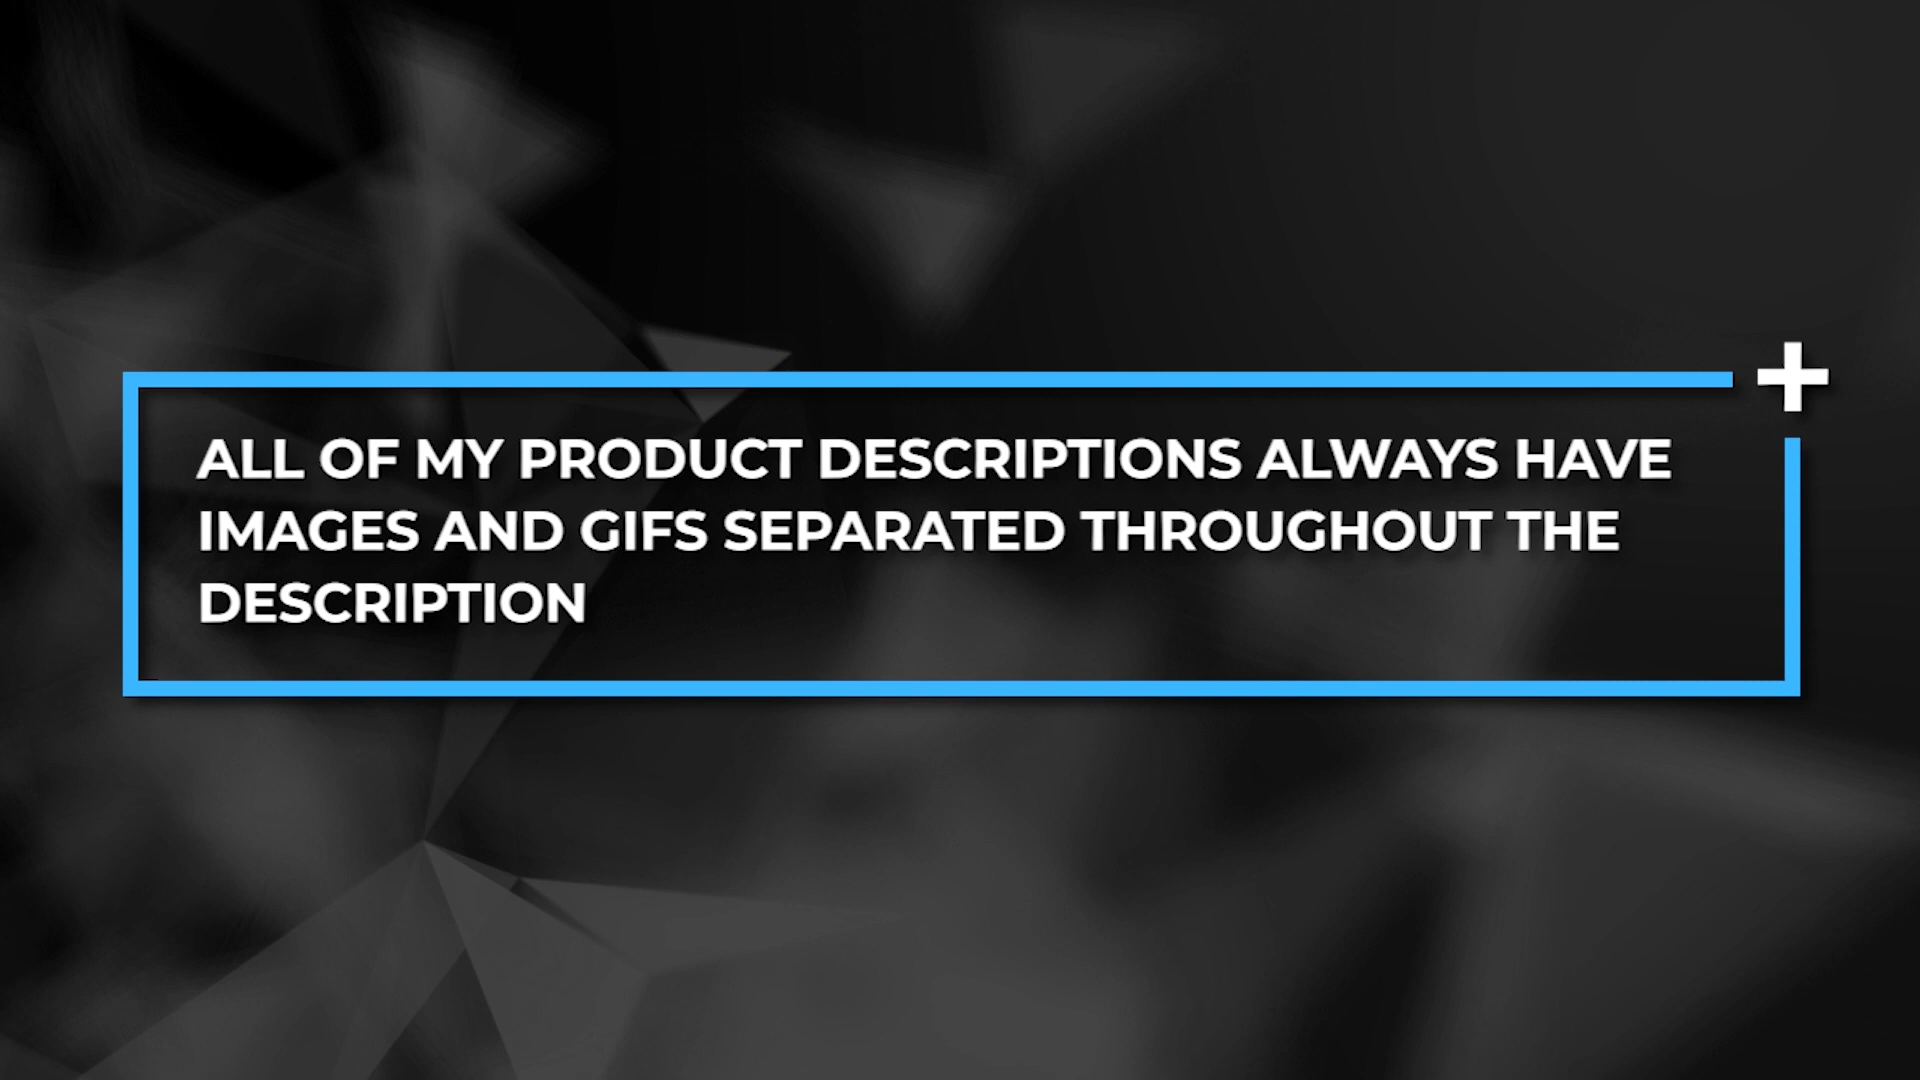 ALL OF MY PRODUCT DESCRIPTIONS ALWAYS HAVE
IMAGES AND GIFS SEPARATED THROUGHOUT THE
DESCRIPTION